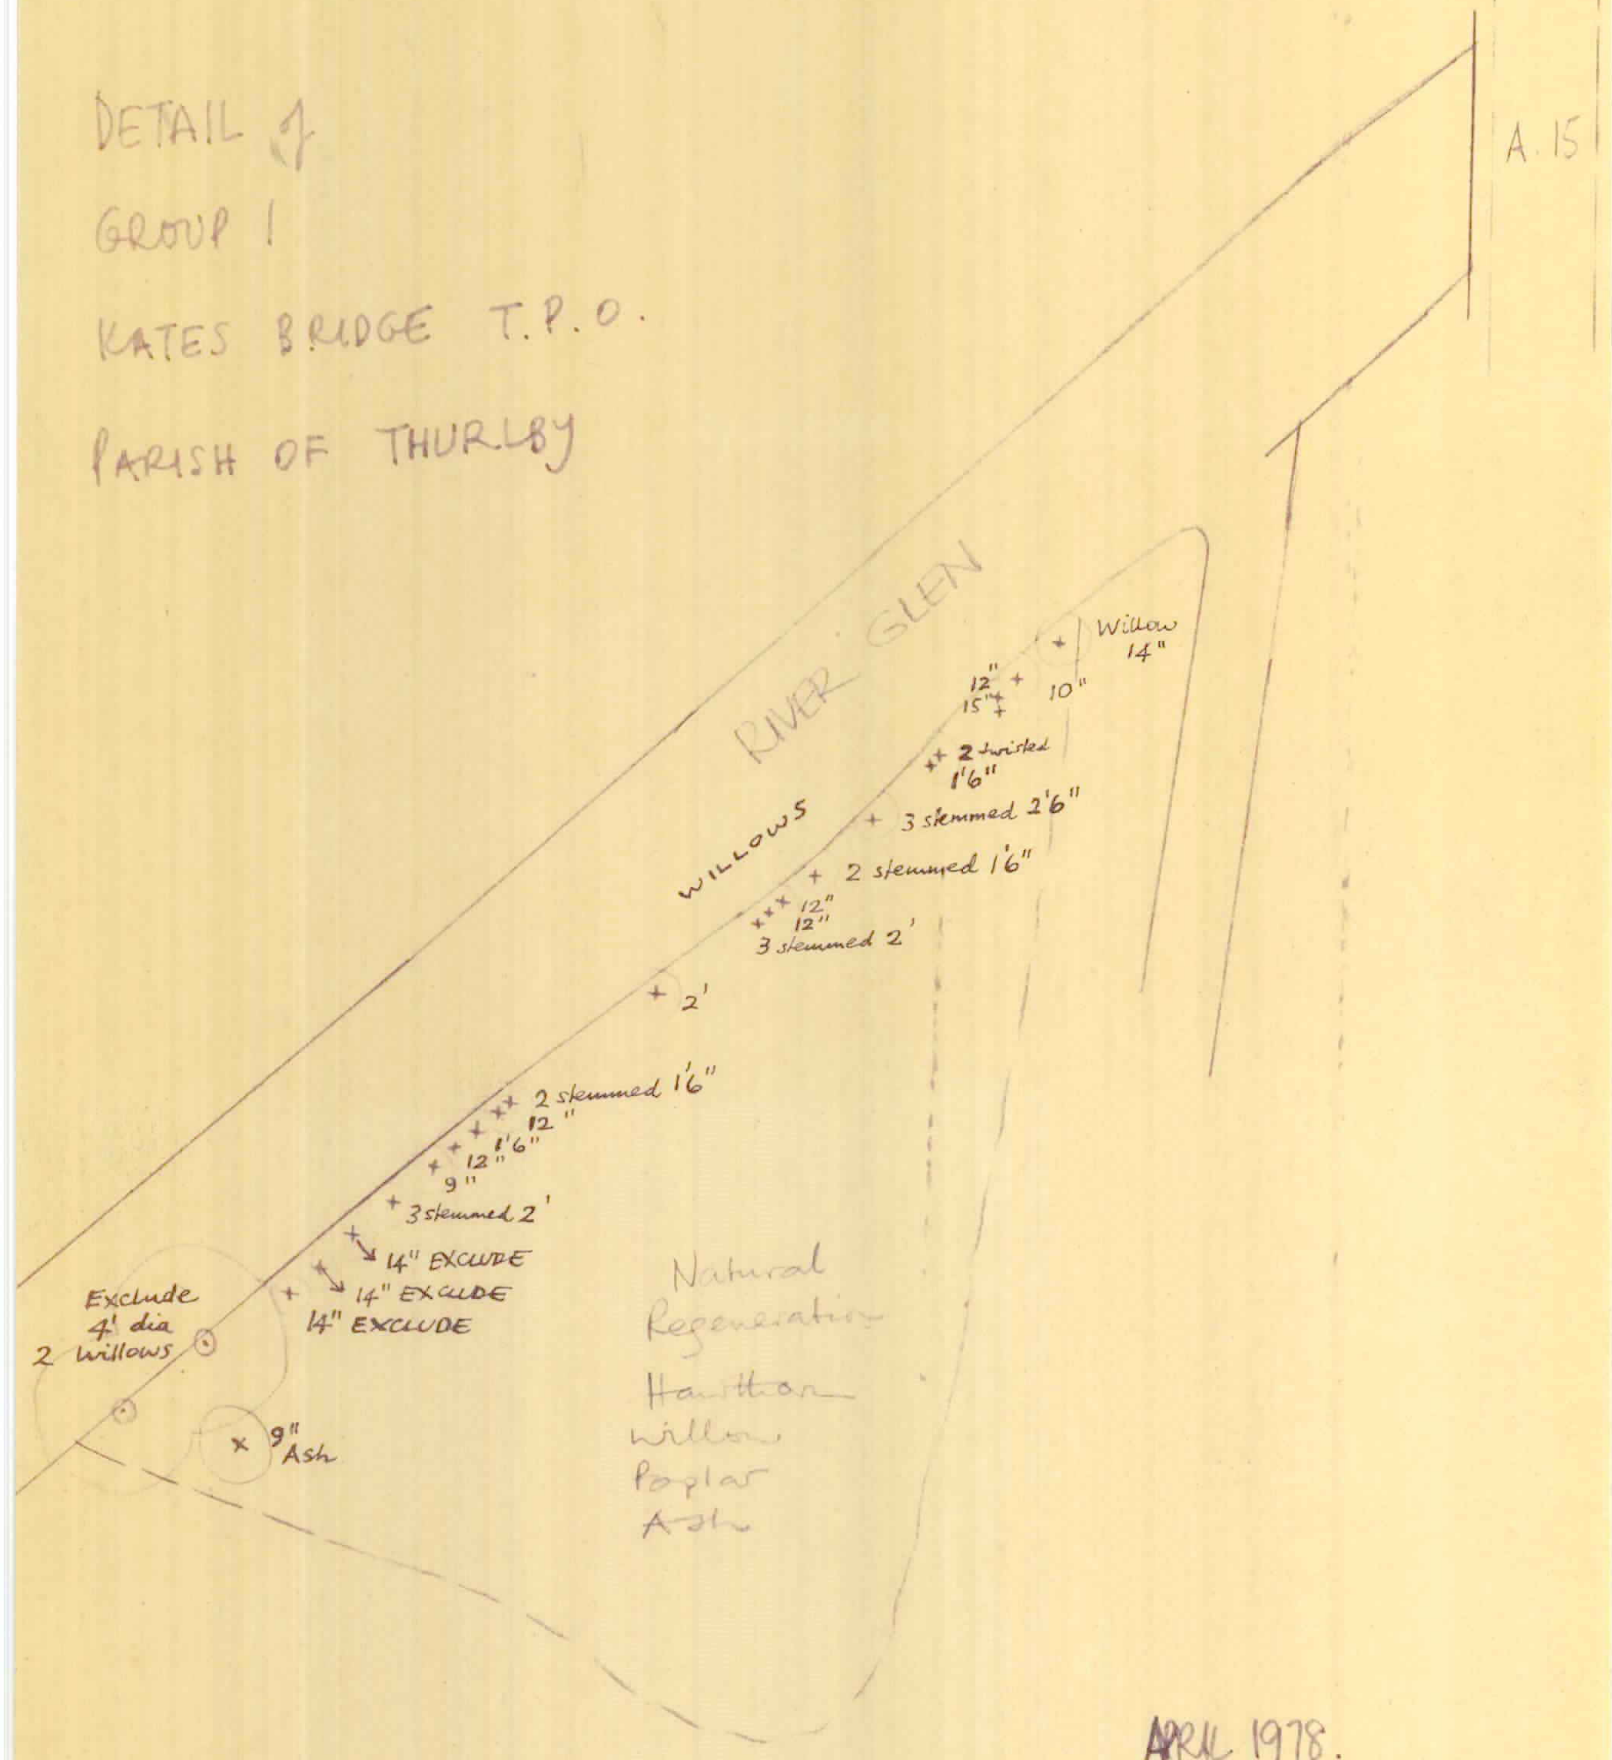 DETAIL of
GROUP 1
KATES BRIDGE T.P.O.
PARISH OF THURLBY
A. 15
RIVER GLEN
WILLOWS
Willow
14"
10"
12"
15"
2 twisted
1'6"
3 stemmed 2'6"
2 stemmed 1'6"
12"
12"
3 stemmed 2'
2'
2 stemmed 1'6"
12"
1'6"
12"
9"
3 stemmed 2'
14" EXCLUDE
14" EXCLUDE
14" EXCLUDE
Exclude
4' dia
2 Willows
9"
Ash
Natural
Regeneration
Hawthorn
Willow
Poplar
Ash
APRIL 1978.